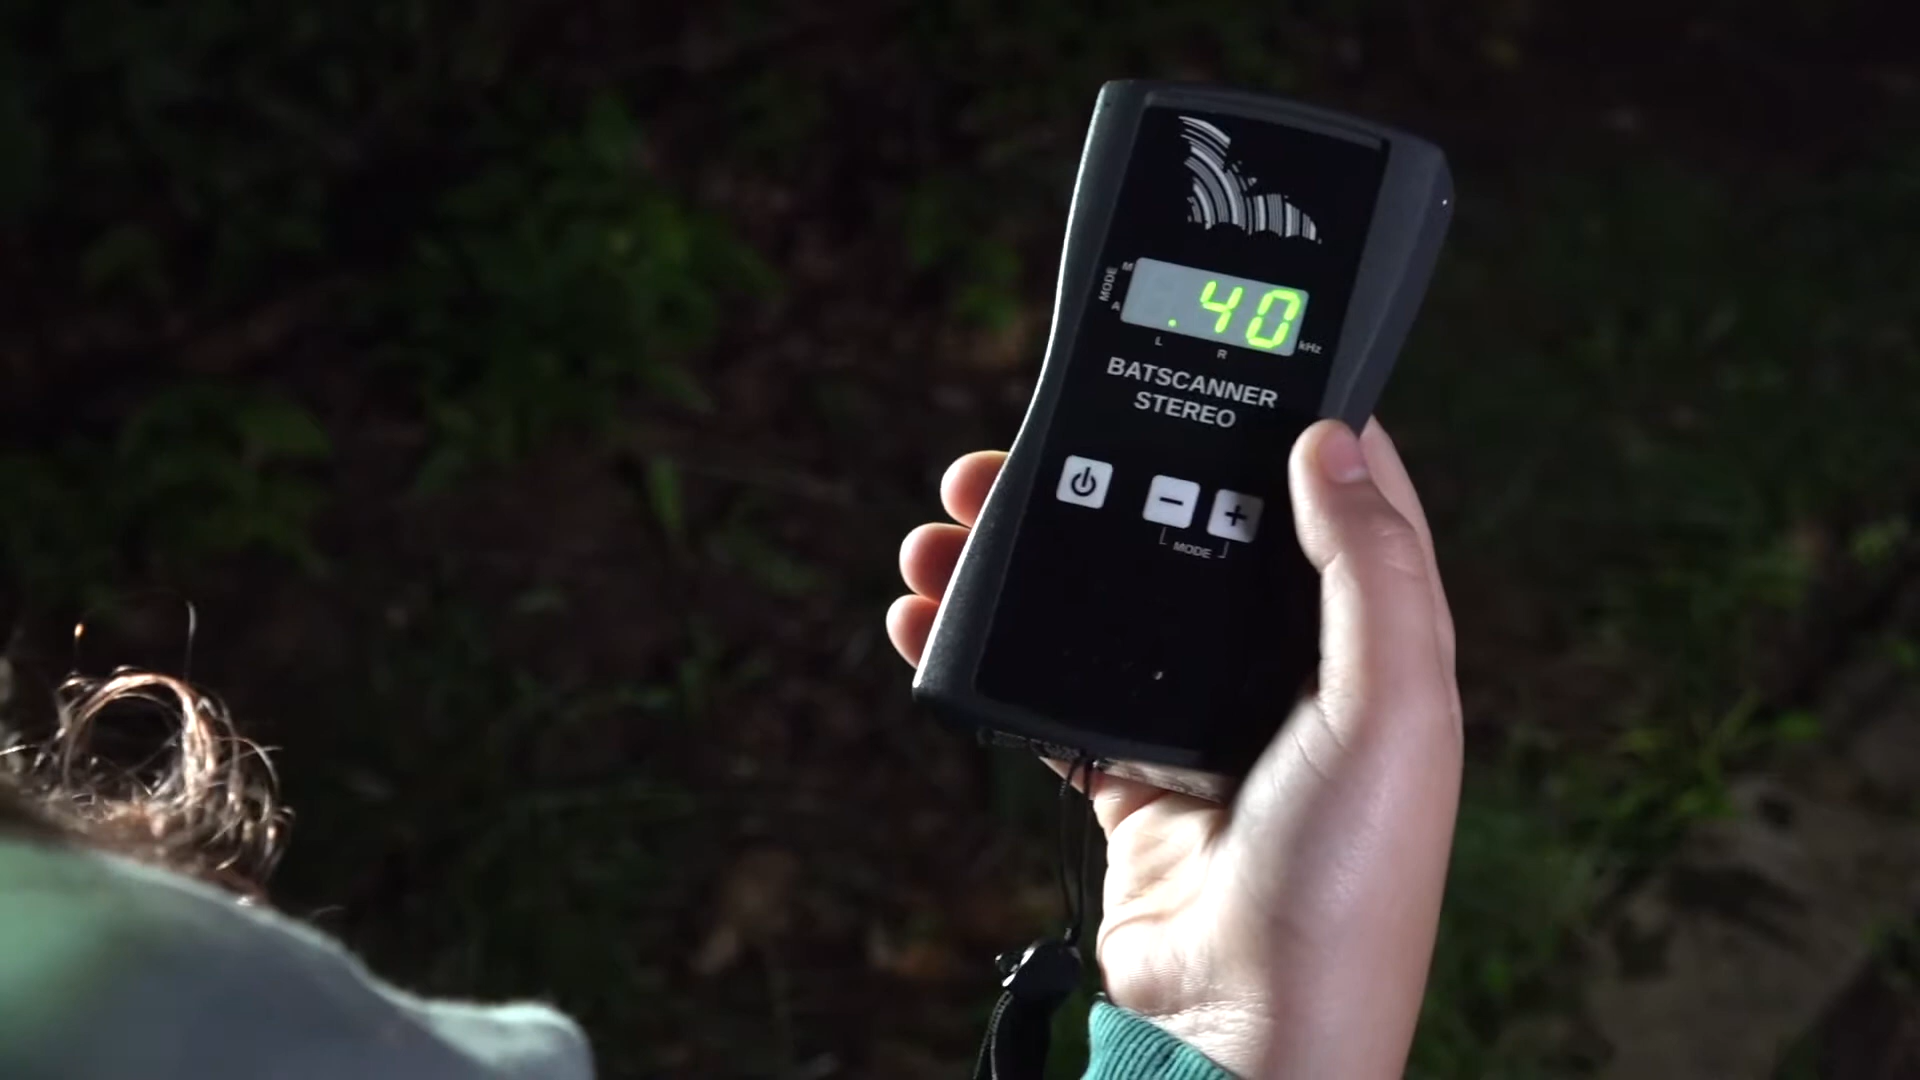 MODE
M
A
.40
kHz
L
R
BATSCANNER
STEREO
MODE